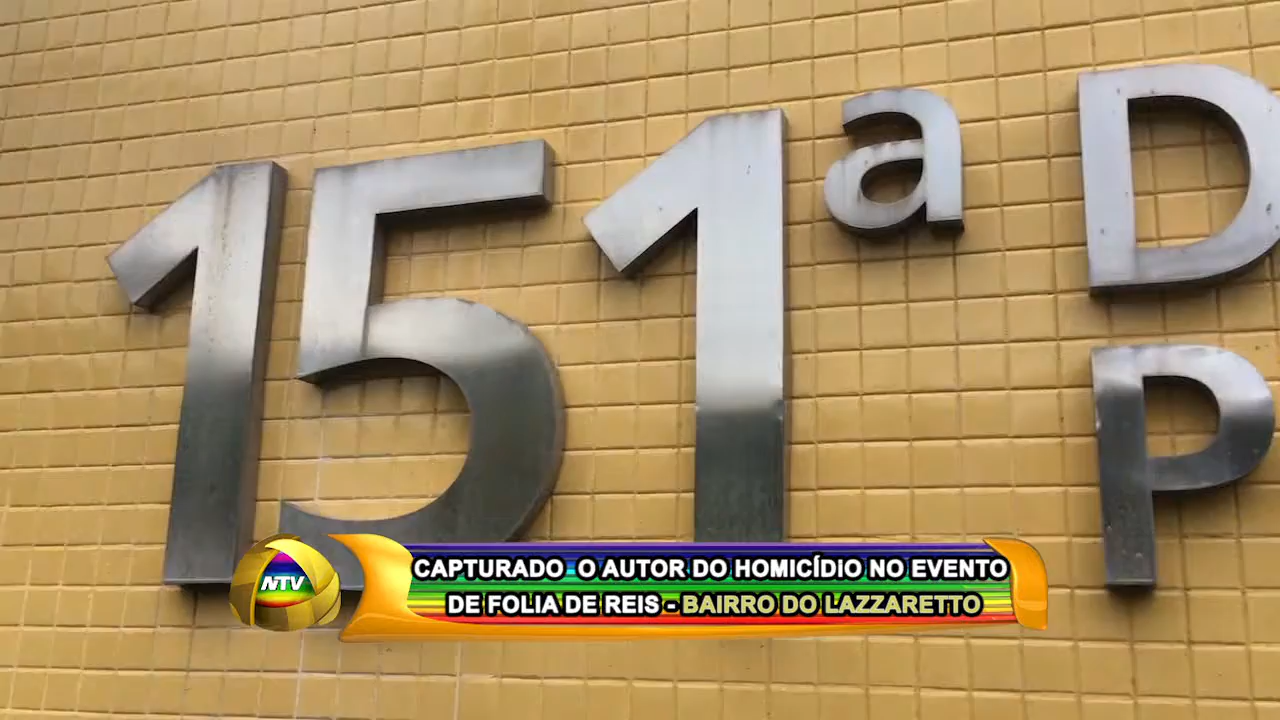 151ª D
P
NTV
CAPTURADO O AUTOR DO HOMICÍDIO NO EVENTO
DE FOLIA DE REIS - BAIRRO DO LAZZARETTO